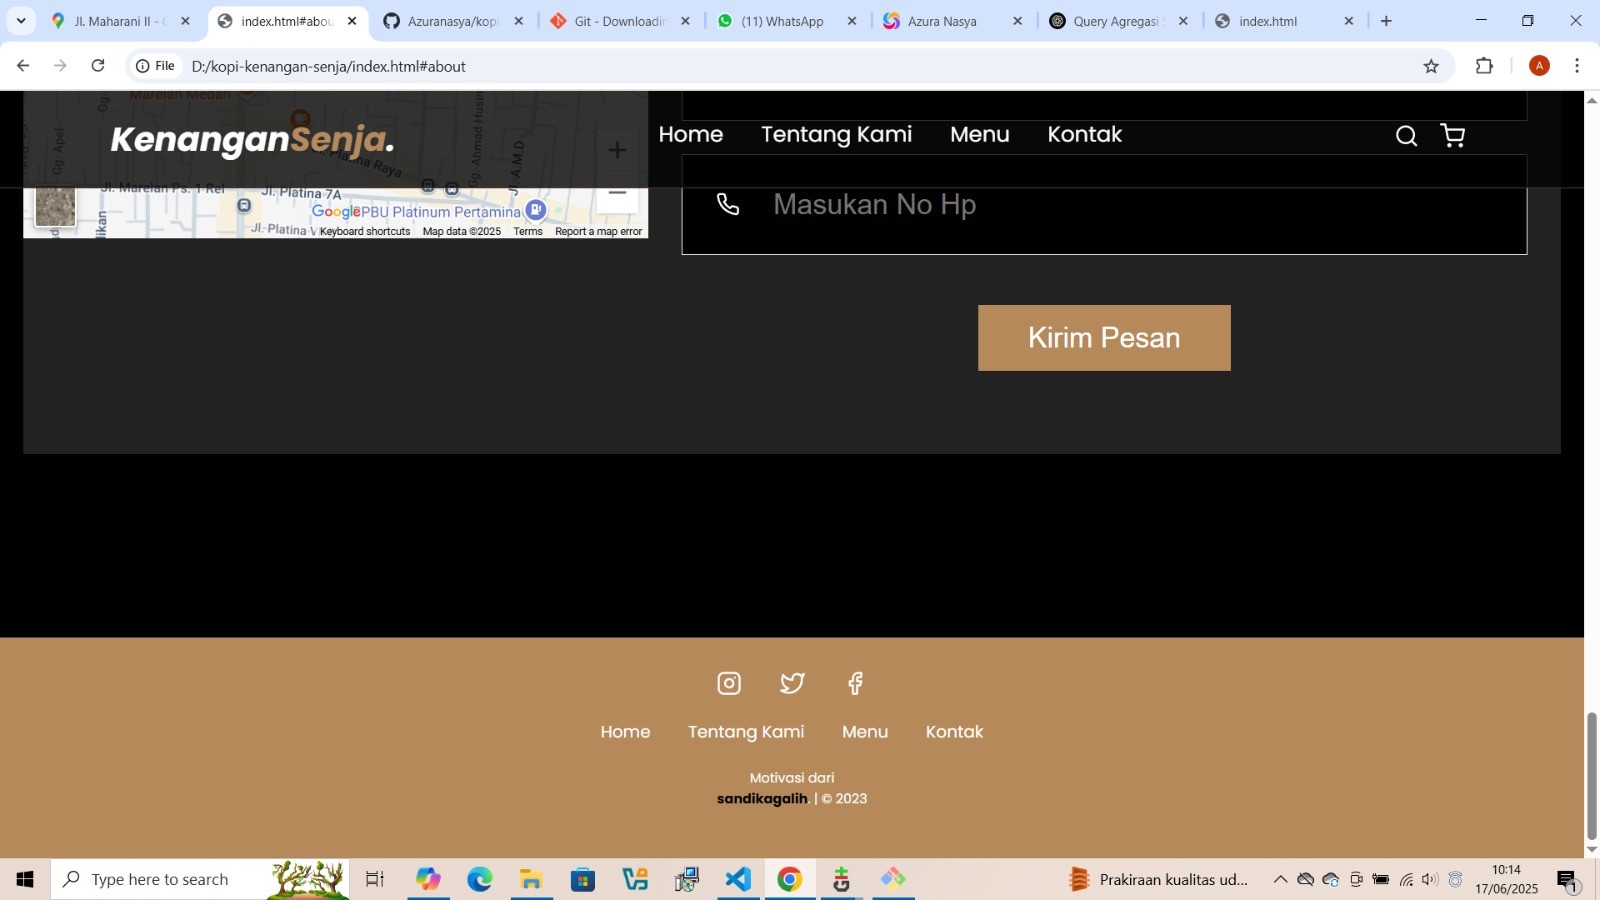 Jl. Maharani II - G
index.html#abou
Azuranasya/kopi
Git - Downloadin
(11) WhatsApp
Azura Nasya
Query Agregasi
index.html
File
D:/kopi-kenangan-senja/index.html#about
A
Marelan Medan
KenanganSenja.
Home
Tentang Kami
Menu
Kontak
Gg. Apel
Gg. Ahmad Husin
Jl. A.M.D.
Platina Raya
Jl. Marelan Ps. 1 Rel
Jl. Platina 7A
Google
PBU Platinum Pertamina
Jl. Platina V
Keyboard shortcuts
Map data ©2025
Terms
Report a map error
Masukan No Hp
Kirim Pesan
Home
Tentang Kami
Menu
Kontak
Motivasi dari
sandikagalih. | © 2023
Type here to search
Prakiraan kualitas ud...
10:14
17/06/2025
1